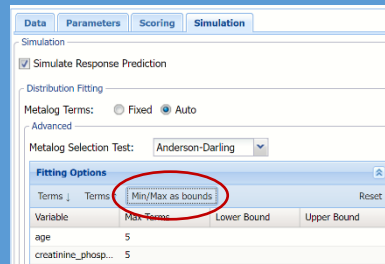 Data Parameters Scoring Simulation
Simulation
Simulate Response Prediction
Distribution Fitting
Metalog Terms: Fixed Auto
Advanced
Metalog Selection Test: Anderson-Darling
Fitting Options
Terms ↓ Terms Min/Max as bounds Reset
Variable Max Terms Lower Bound Upper Bound
age 5
creatinine_phosp... 5